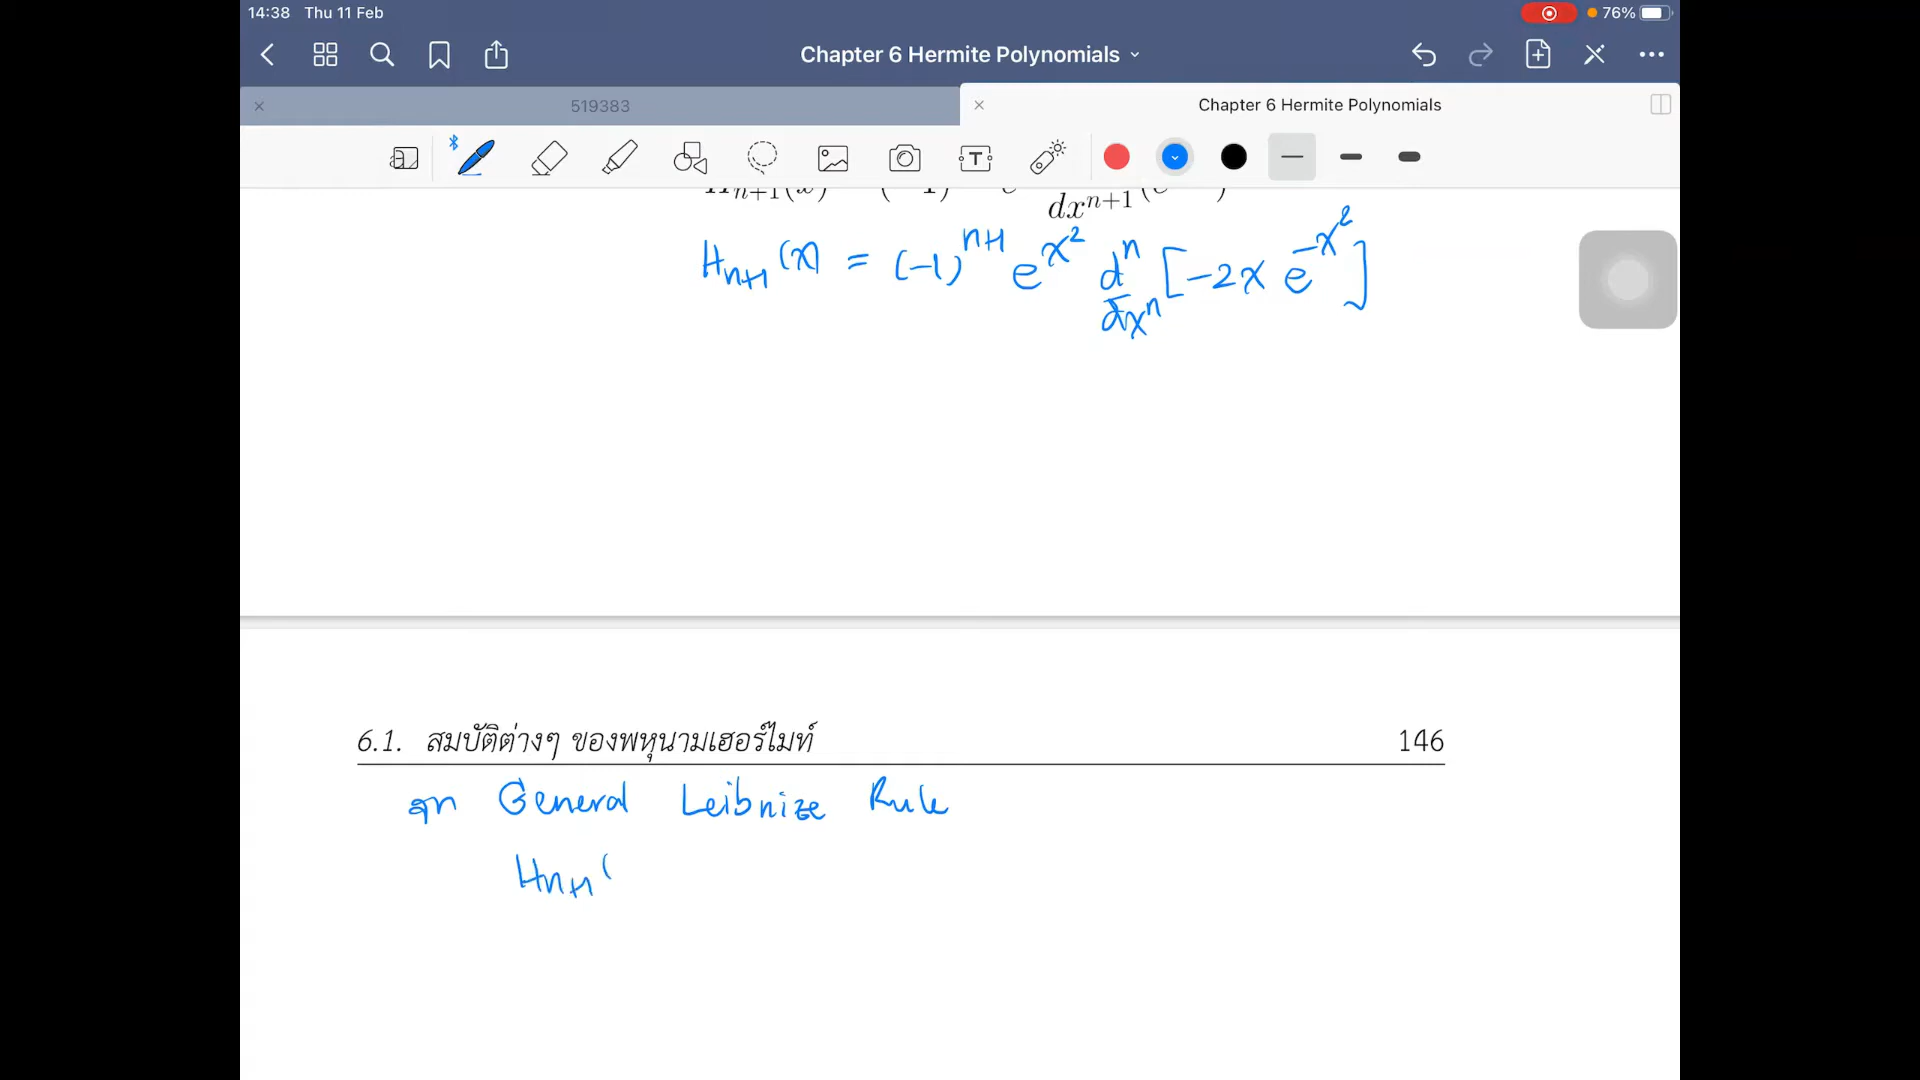 14:38 Thu 11 Feb 76%
Chapter 6 Hermite Polynomials
519383 Chapter 6 Hermite Polynomials
H_{n+1}(x) = (-1)^{n+1} e^{x^2} \frac{d^n}{dx^n} [-2x e^{-x^2}]
6.1. สมบัติต่างๆ ของพหุนามเฮอร์ไมท์ 146
จาก General Leibnize Rule
H_{n+1}(